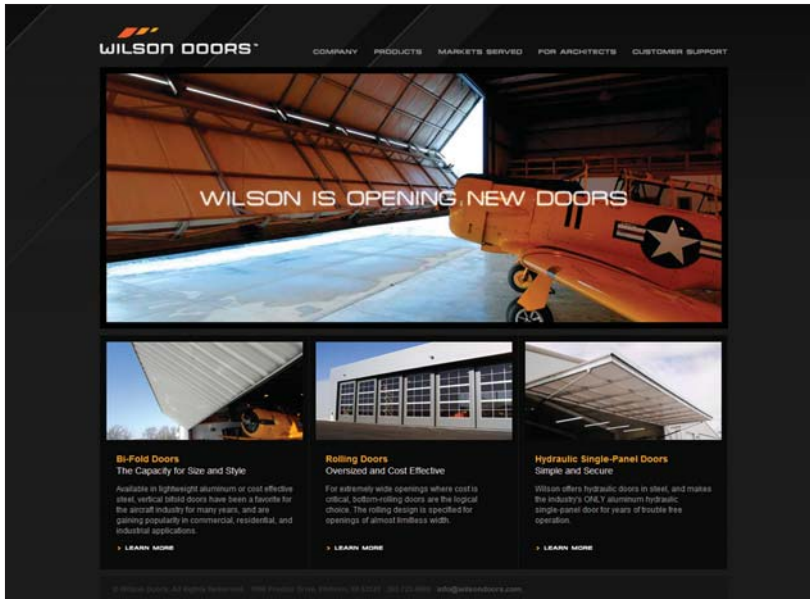 WILSON DOORS™
COMPANY PRODUCTS MARKETS SERVED FOR ARCHITECTS CUSTOMER SUPPORT
WILSON IS OPENING NEW DOORS
11
Bi-Fold Doors
The Capacity for Size and Style
Available in lightweight aluminum or cost effective
steel, vertical bifold doors have been a favorite for
the aircraft industry for many years, and are
gaining popularity in commercial, residential, and
industrial applications.
> LEARN MORE
Rolling Doors
Oversized and Cost Effective
For extremely wide openings where cost is
critical, bottom-rolling doors are the logical
choice. The rolling design is specified for
openings of almost limitless width.
Hydraulic Single-Panel Doors
Simple and Secure
Wilson offers hydraulic doors in steel, and makes
the industry's ONLY aluminum hydraulic
single-panel door for years of trouble free
operation.
> LEARN MORE
© Wilson Doors, All Rights Reserved. info@wilsondoors.com